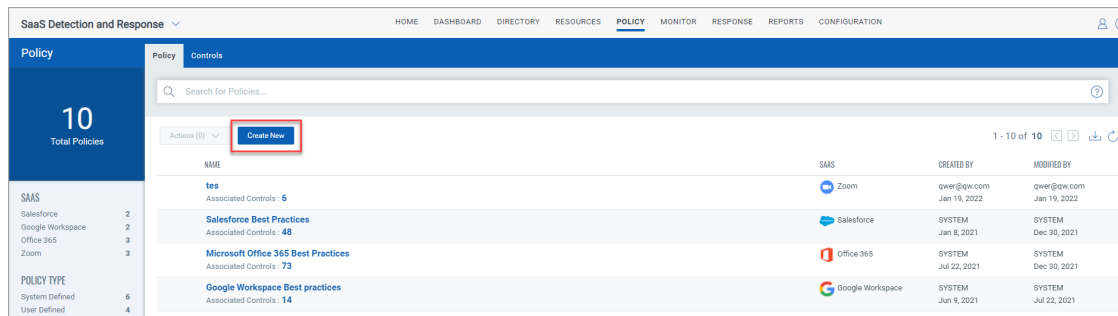 SaaS Detection and Response
HOME DASHBOARD DIRECTORY RESOURCES POLICY MONITOR RESPONSE REPORTS CONFIGURATION
Policy
Policy Controls
Search for Policies...
10
Total Policies
Actions (0) Create New
1 - 10 of 10
NAME SAAS CREATED BY MODIFIED BY
tes Zoom qwer@qw.com qwer@qw.com
Associated Controls : 6 Jan 19, 2022 Jan 19, 2022
SAAS
Salesforce 2
Google Workspace 2
Office 365 3
Zoom 3
Salesforce Best Practices Salesforce SYSTEM SYSTEM
Associated Controls : 48 Jan 8, 2021 Dec 30, 2021
Microsoft Office 365 Best Practices Office 365 SYSTEM SYSTEM
Associated Controls : 73 Jul 22, 2021 Dec 30, 2021
POLICY TYPE
System Defined 6
User Defined 4
Google Workspace Best practices Google Workspace SYSTEM SYSTEM
Associated Controls : 14 Jun 9, 2021 Jul 22, 2021